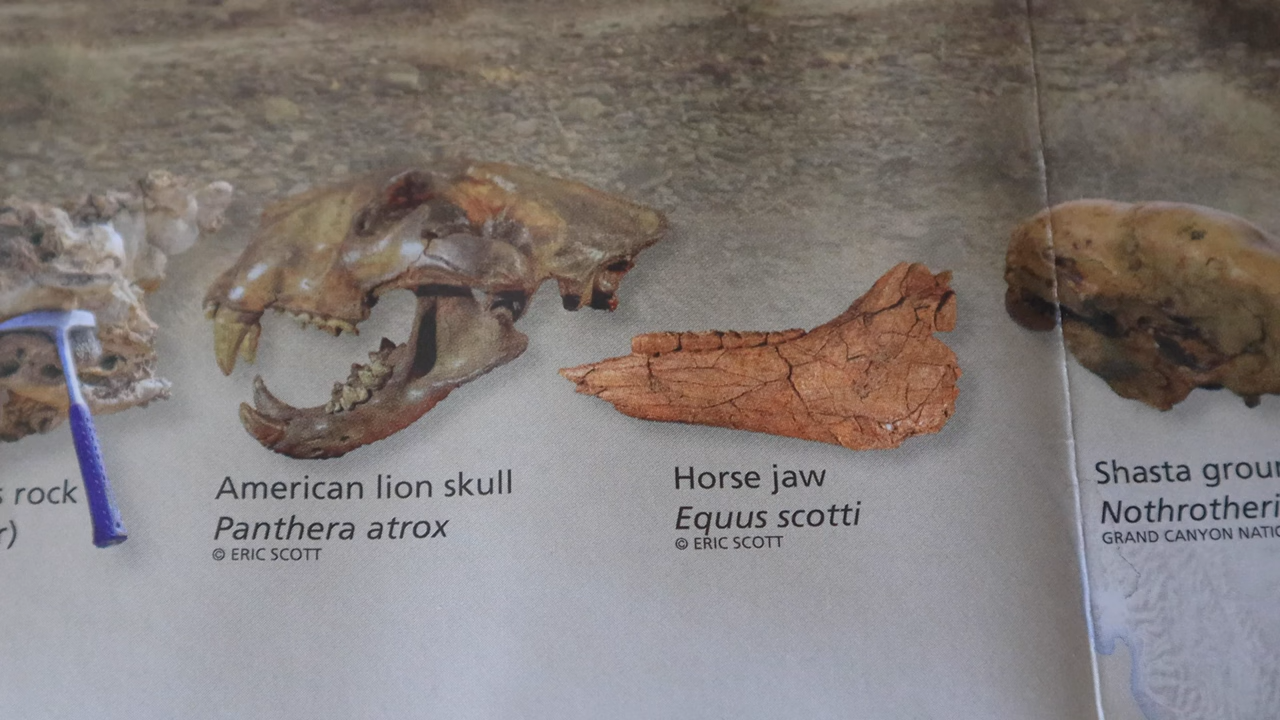 s rock
r)
American lion skull
Panthera atrox
© ERIC SCOTT
Horse jaw
Equus scotti
© ERIC SCOTT
Shasta groun
Nothrotheri
GRAND CANYON NATIO